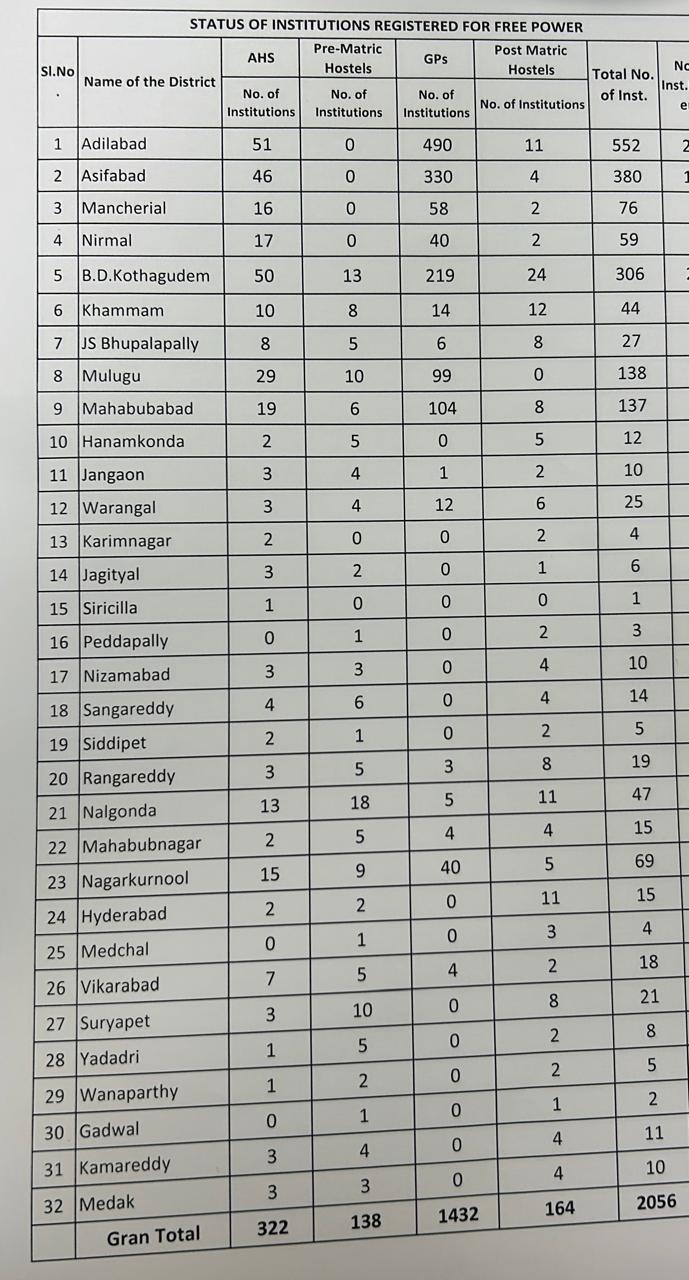 STATUS OF INSTITUTIONS REGISTERED FOR FREE POWER
Sl.No . Name of the District AHS Pre-Matric Hostels GPs Post Matric Hostels Total No. of Inst.
No. of Institutions No. of Institutions No. of Institutions No. of Institutions
1 Adilabad 51 0 490 11 552
2 Asifabad 46 0 330 4 380
3 Mancherial 16 0 58 2 76
4 Nirmal 17 0 40 2 59
5 B.D.Kothagudem 50 13 219 24 306
6 Khammam 10 8 14 12 44
7 JS Bhupalapally 8 5 6 8 27
8 Mulugu 29 10 99 0 138
9 Mahabubabad 19 6 104 8 137
10 Hanamkonda 2 5 0 5 12
11 Jangaon 3 4 1 2 10
12 Warangal 3 4 12 6 25
13 Karimnagar 2 0 0 2 4
14 Jagityal 3 2 0 1 6
15 Siricilla 1 0 0 0 1
16 Peddapally 0 1 0 2 3
17 Nizamabad 3 3 0 4 10
18 Sangareddy 4 6 0 4 14
19 Siddipet 2 1 0 2 5
20 Rangareddy 3 5 3 8 19
21 Nalgonda 13 18 5 11 47
22 Mahabubnagar 2 5 4 4 15
23 Nagarkurnool 15 9 40 5 69
24 Hyderabad 2 2 0 11 15
25 Medchal 0 1 0 3 4
26 Vikarabad 7 5 4 2 18
27 Suryapet 3 10 0 8 21
28 Yadadri 1 5 0 2 8
29 Wanaparthy 1 2 0 2 5
30 Gadwal 0 1 0 1 2
31 Kamareddy 3 4 0 4 11
32 Medak 3 3 0 4 10
Gran Total 322 138 1432 164 2056